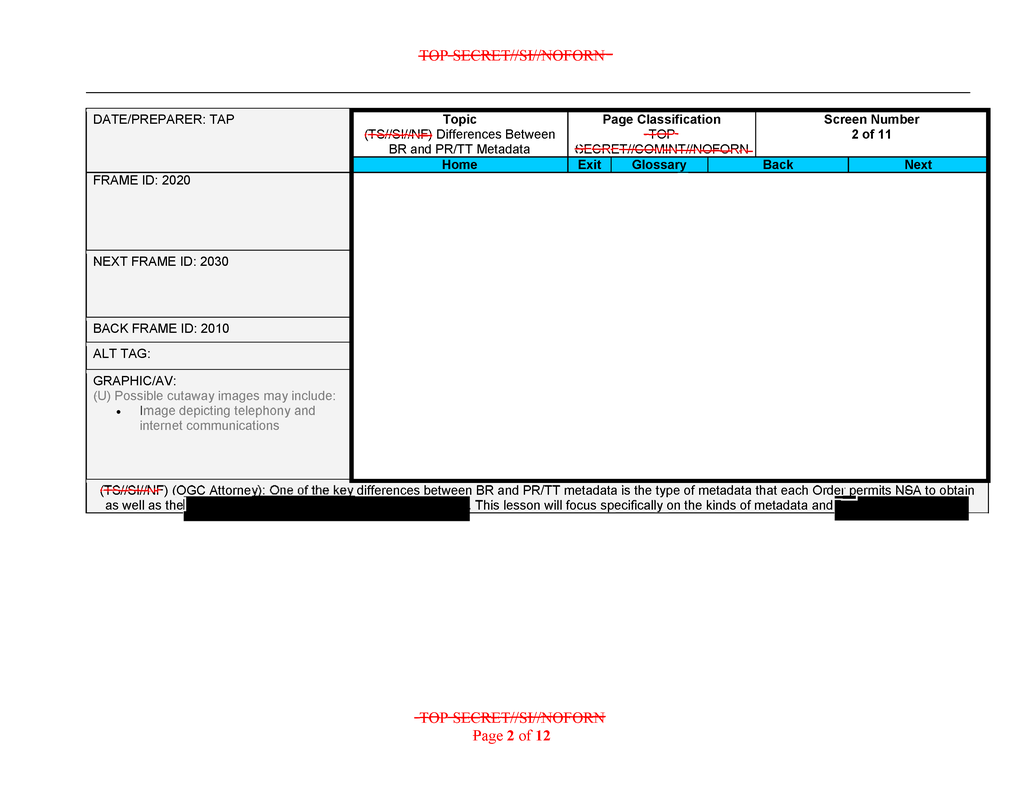 TOP SECRET//SI//NOFORN
DATE/PREPARER: TAP
Topic
(TS//SI//NF) Differences Between
BR and PR/TT Metadata
Page Classification
TOP
SECRET//COMINT//NOFORN
Screen Number
2 of 11
Home Exit Glossary Back Next
FRAME ID: 2020
NEXT FRAME ID: 2030
BACK FRAME ID: 2010
ALT TAG:
GRAPHIC/AV:
(U) Possible cutaway images may include:
• Image depicting telephony and
internet communications
(TS//SI//NF) (OGC Attorney): One of the key differences between BR and PR/TT metadata is the type of metadata that each Order permits NSA to obtain
as well as the . This lesson will focus specifically on the kinds of metadata and
TOP SECRET//SI//NOFORN
Page 2 of 12